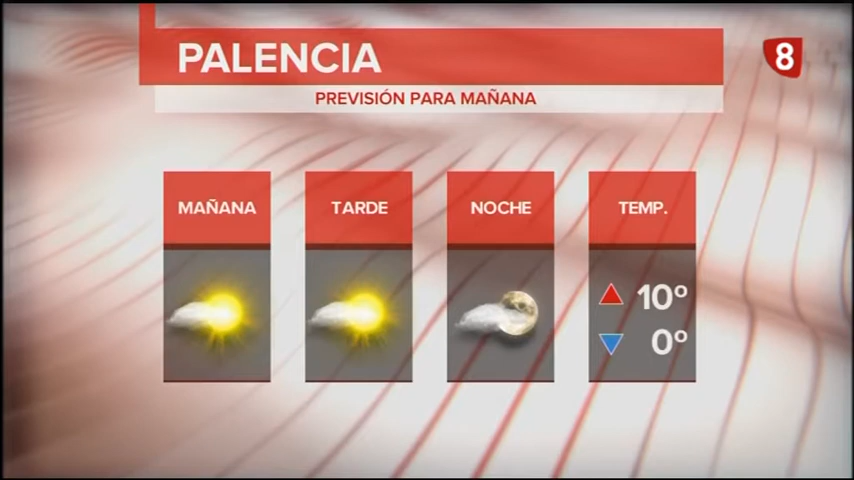 PALENCIA
8
PREVISIÓN PARA MAÑANA
MAÑANA
TARDE
NOCHE
TEMP.
10º
0º